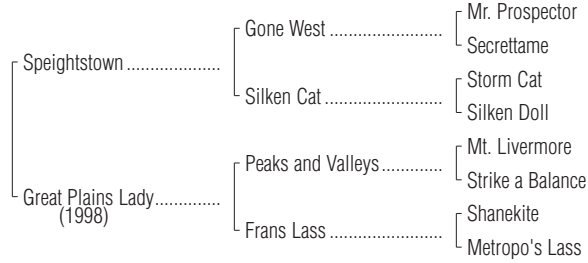 Mr. Prospector
Gone West ........................
Secrettame
Speightstown ....................
Storm Cat
Silken Cat .........................
Silken Doll
Mt. Livermore
Peaks and Valleys.............
Strike a Balance
Great Plains Lady..............
(1998)
Shanekite
Frans Lass ........................
Metropo's Lass